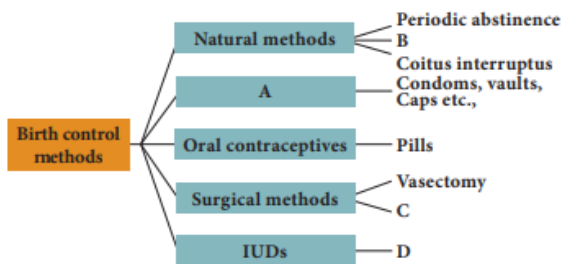 Birth control
methods
Natural methods
Periodic abstinence
B
Coitus interruptus
A
Condoms, vaults,
Caps etc.,
Oral contraceptives
Pills
Surgical methods
Vasectomy
C
IUDs
D